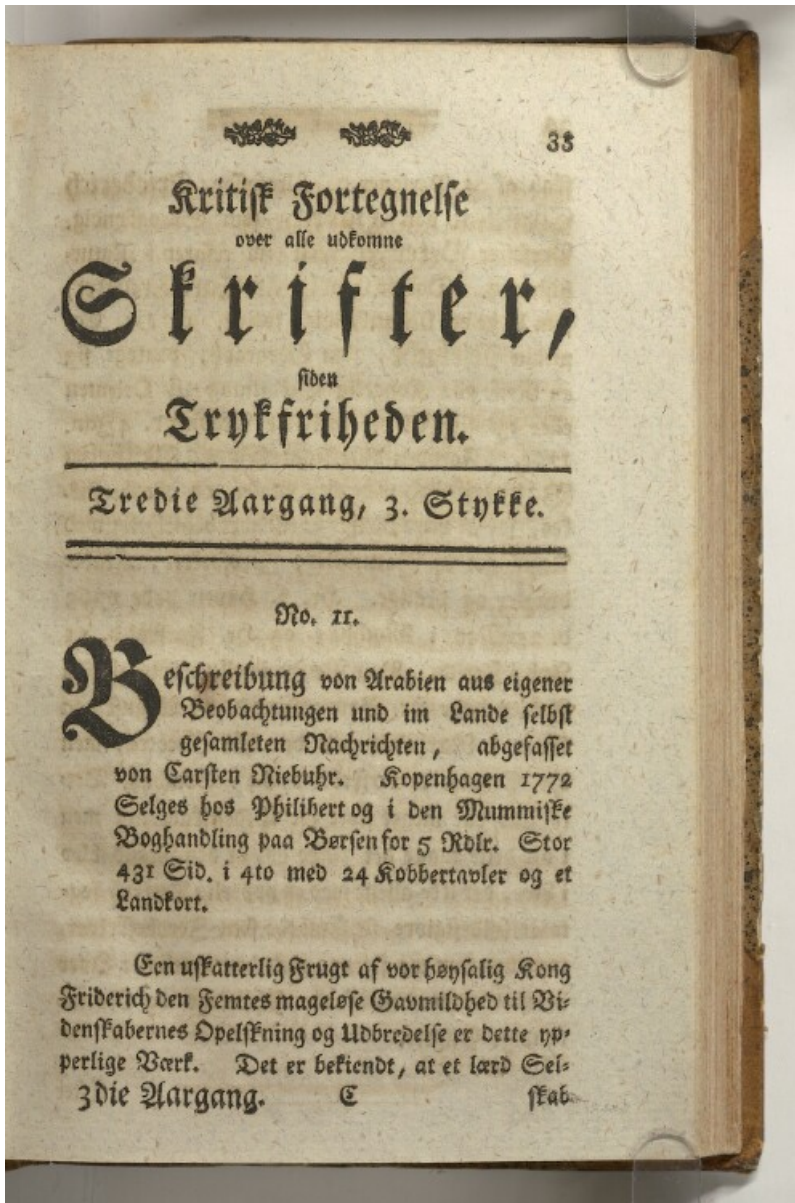 33
Kritisk Fortegnelse
over alle udkomne
Skrifter,
siden
Trykfriheden.
Tredie Aargang, 3. Stykke.
No. 11.
Beschreibung von Arabien aus eigener
Beobachtungen und im Lande selbst
gesamleten Nachrichten, abgefasset
von Carsten Niebuhr. Kopenhagen 1772
Selges hos Philibert og i den Mummiske
Boghandling paa Børsen for 5 Rdlr. Stor
431 Sid. i 4to med 24 Kobbertavler og et
Landkort.
Een uskatterlig Frugt af vor høysalig Kong
Friderich den Femtes mageløse Gavmildhed til Vi-
denskabernes Opelskning og Udbredelse er dette yp-
perlige Værk. Det er bekiendt, at et lærd Sel-
3die Aargang. C skab